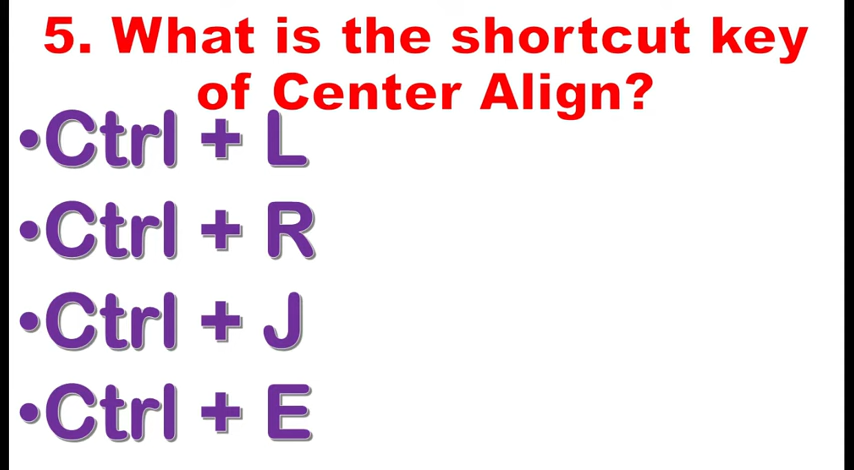 5. What is the shortcut key
of Center Align?
•Ctrl + L
•Ctrl + R
•Ctrl + J
•Ctrl + E